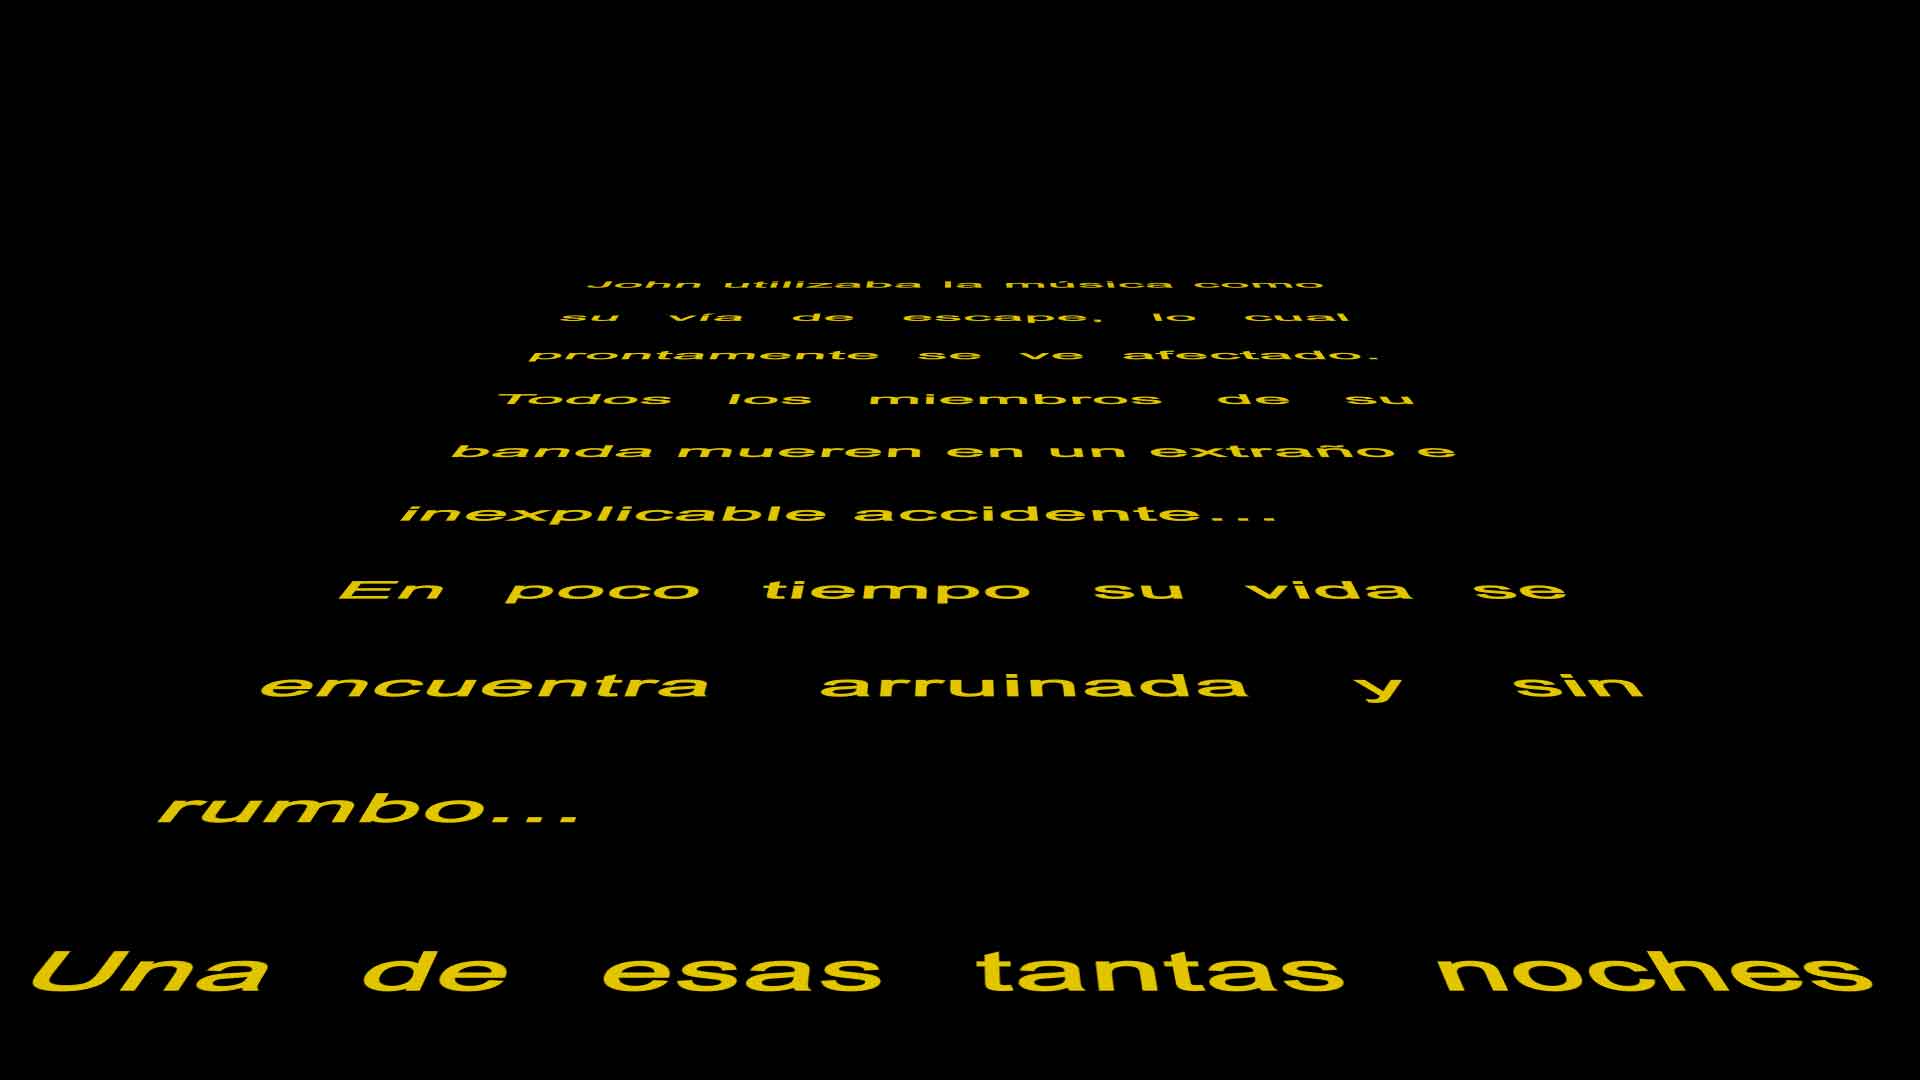 John utilizaba la música como
su vía de escape, lo cual
prontamente se ve afectado.
Todos los miembros de su
banda mueren en un extraño e
inexplicable accidente...
En poco tiempo su vida se
encuentra arruinada y sin
rumbo...
Una de esas tantas noches